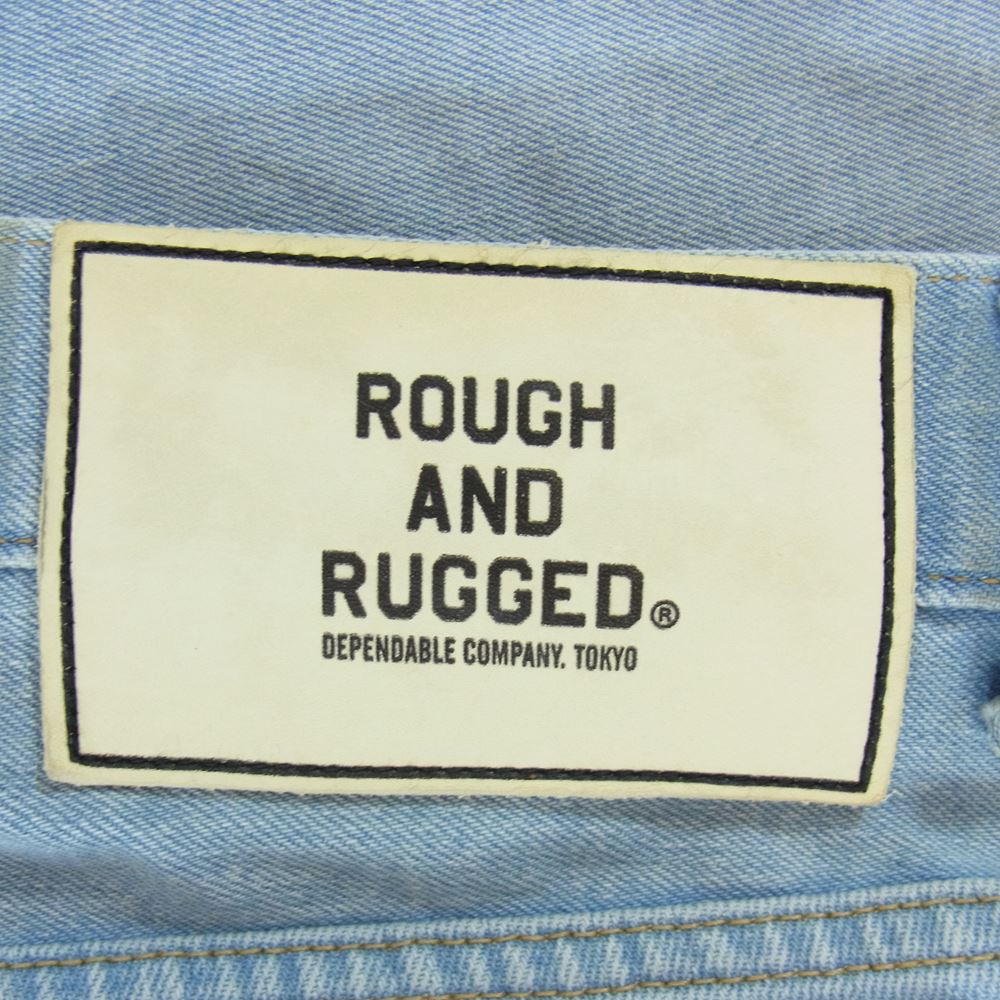 ROUGH
AND
RUGGED®
DEPENDABLE COMPANY. TOKYO